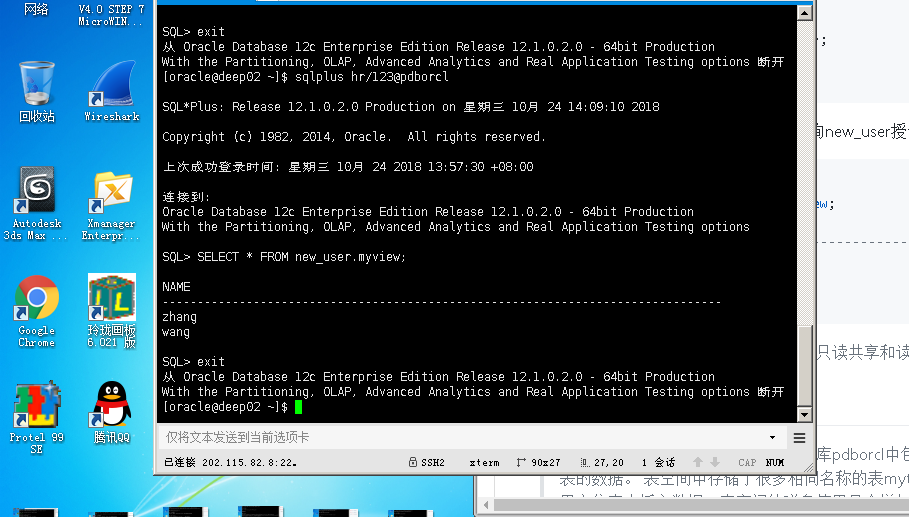 网络
V4.0 STEP 7
MicroWIN...
回收站
Wireshark
Autodesk
3ds Max ...
Xmanager
Enterpr...
Google
Chrome
玲珑画板
6.021 版
Protel 99
SE
腾讯QQ
SQL> exit
从 Oracle Database 12c Enterprise Edition Release 12.1.0.2.0 - 64bit Production
With the Partitioning, OLAP, Advanced Analytics and Real Application Testing options 断开
[oracle@deep02 ~]$ sqlplus hr/123@pdborcl
SQL*Plus: Release 12.1.0.2.0 Production on 星期三 10月 24 14:09:10 2018
Copyright (c) 1982, 2014, Oracle.  All rights reserved.
上次成功登录时间: 星期三 10月 24 2018 13:57:30 +08:00
连接到:
Oracle Database 12c Enterprise Edition Release 12.1.0.2.0 - 64bit Production
With the Partitioning, OLAP, Advanced Analytics and Real Application Testing options
SQL> SELECT * FROM new_user.myview;
NAME
--------------------------------------------------------------------------------
zhang
wang
SQL> exit
从 Oracle Database 12c Enterprise Edition Release 12.1.0.2.0 - 64bit Production
With the Partitioning, OLAP, Advanced Analytics and Real Application Testing options 断开
[oracle@deep02 ~]$
仅将文本发送到当前选项卡
已连接 202.115.82.8:22。
SSH2
xterm
90x27
27,20
1 会话
CAP
NUM
;
new_user授
ew;
只读共享和读
库pdborcl中包
表的数据。 表空间中存储了很多相同名称的表myt